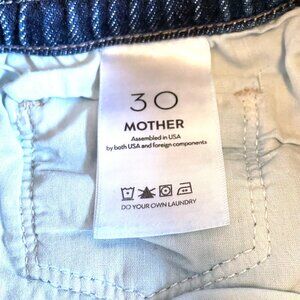 30
MOTHER
Assembled in USA
by both USA and foreign components
DO YOUR OWN LAUNDRY